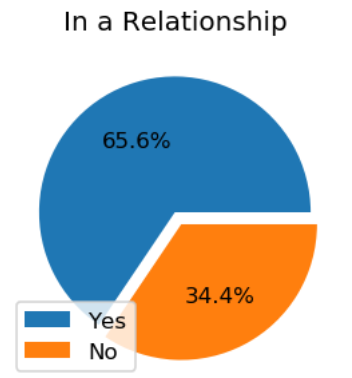 In a Relationship
65.6%
34.4%
Yes
No